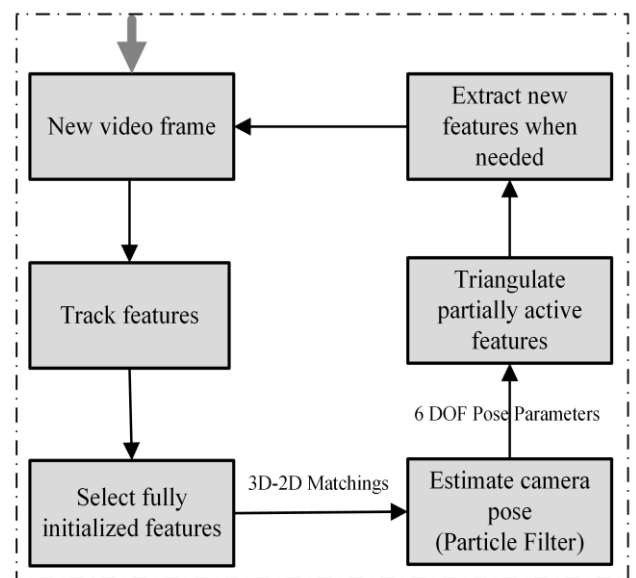 New video frame
Track features
Select fully
initialized features
3D-2D Matchings
Estimate camera
pose
(Particle Filter)
6 DOF Pose Parameters
Triangulate
partially active
features
Extract new
features when
needed